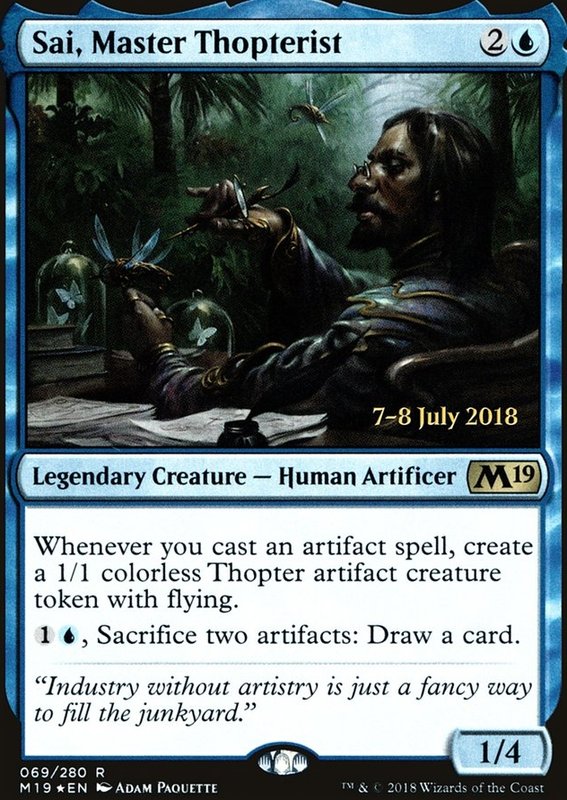 Sai, Master Thopterist 2
7–8 July 2018
Legendary Creature — Human Artificer M19
Whenever you cast an artifact spell, create
a 1/1 colorless Thopter artifact creature
token with flying.
1 , Sacrifice two artifacts: Draw a card.
“Industry without artistry is just a fancy way
to fill the junkyard.”
1/4
069/280 R
M19★EN Adam Paquette
™ & © 2018 Wizards of the Coast